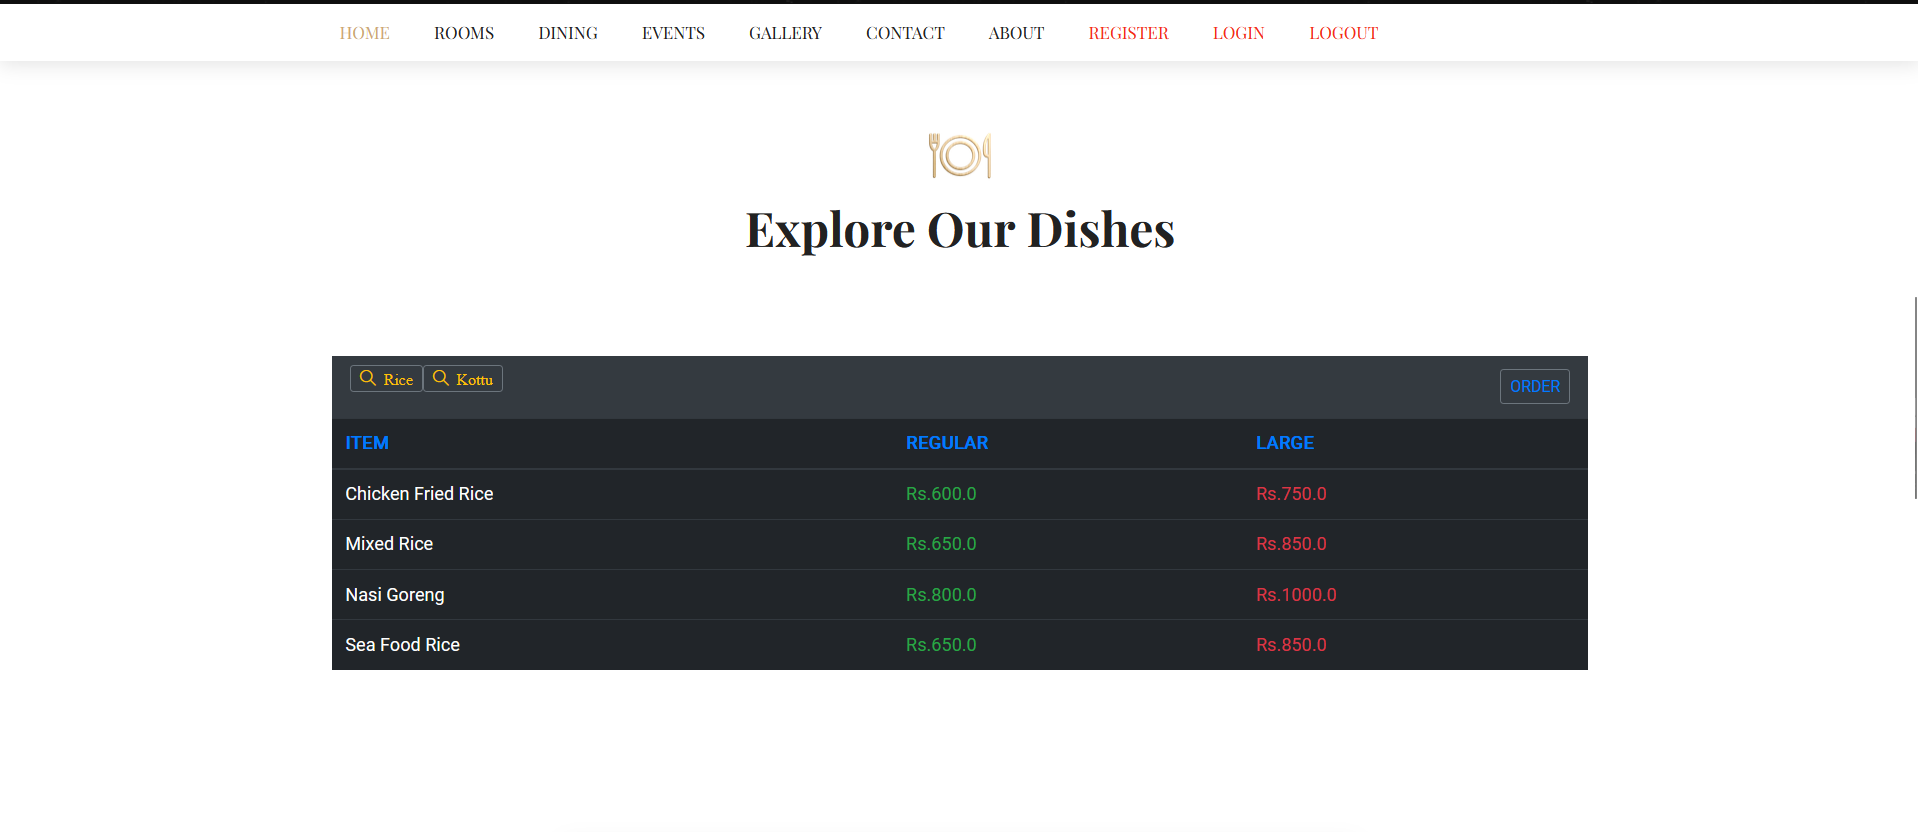 HOME ROOMS DINING EVENTS GALLERY CONTACT ABOUT REGISTER LOGIN LOGOUT
Explore Our Dishes
Rice Kottu ORDER
ITEM REGULAR LARGE
Chicken Fried Rice Rs.600.0 Rs.750.0
Mixed Rice Rs.650.0 Rs.850.0
Nasi Goreng Rs.800.0 Rs.1000.0
Sea Food Rice Rs.650.0 Rs.850.0